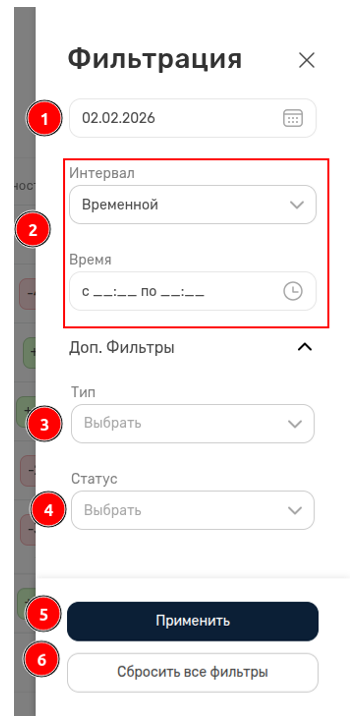 Фильтрация
1
02.02.2026
Интервал
2
Временной
Время
с __:__ по __:__
Доп. Фильтры
Тип
3
Выбрать
Статус
4
Выбрать
5
Применить
6
Сбросить все фильтры